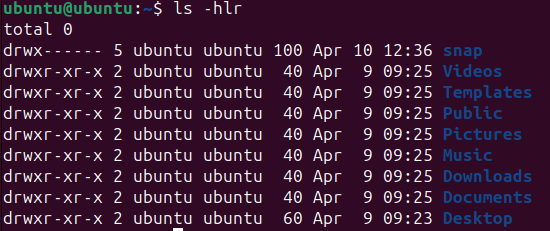 ubuntu@ubuntu:~$ ls -hlr
total 0
drwx------ 5 ubuntu ubuntu 100 Apr 10 12:36 snap
drwxr-xr-x 2 ubuntu ubuntu  40 Apr  9 09:25 Videos
drwxr-xr-x 2 ubuntu ubuntu  40 Apr  9 09:25 Templates
drwxr-xr-x 2 ubuntu ubuntu  40 Apr  9 09:25 Public
drwxr-xr-x 2 ubuntu ubuntu  40 Apr  9 09:25 Pictures
drwxr-xr-x 2 ubuntu ubuntu  40 Apr  9 09:25 Music
drwxr-xr-x 2 ubuntu ubuntu  40 Apr  9 09:25 Downloads
drwxr-xr-x 2 ubuntu ubuntu  40 Apr  9 09:25 Documents
drwxr-xr-x 2 ubuntu ubuntu  60 Apr  9 09:23 Desktop